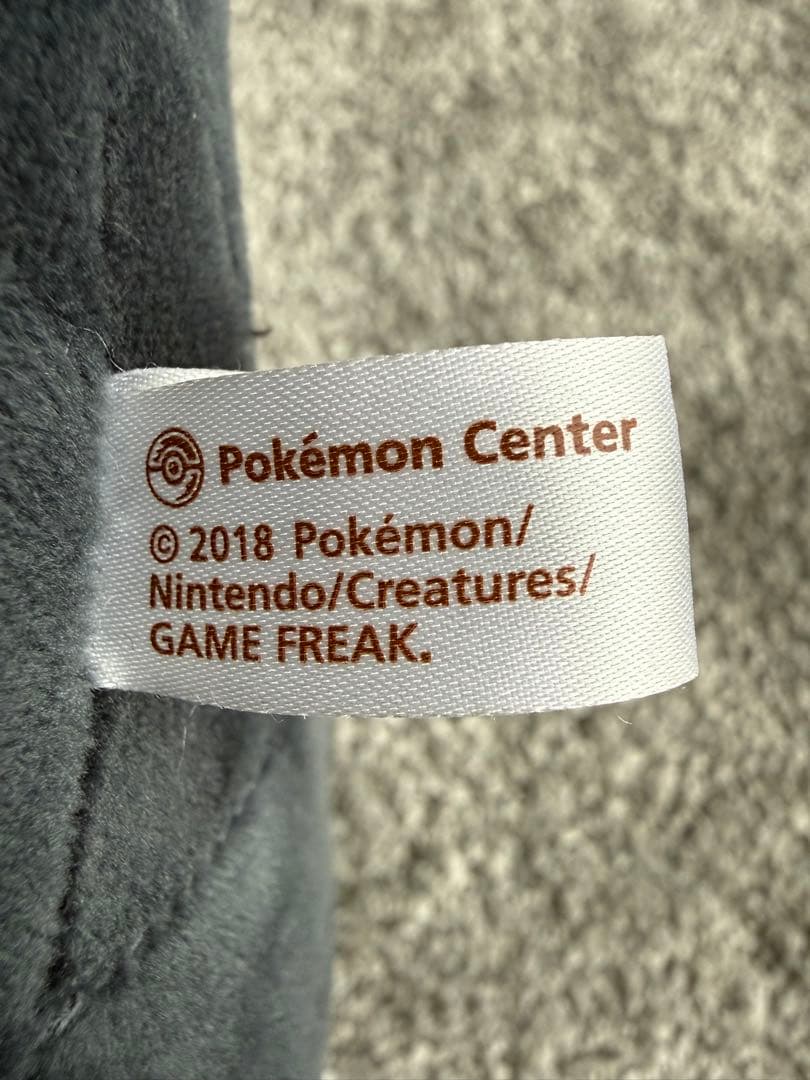 Pokémon Center
© 2018 Pokémon/
Nintendo/Creatures/
GAME FREAK.